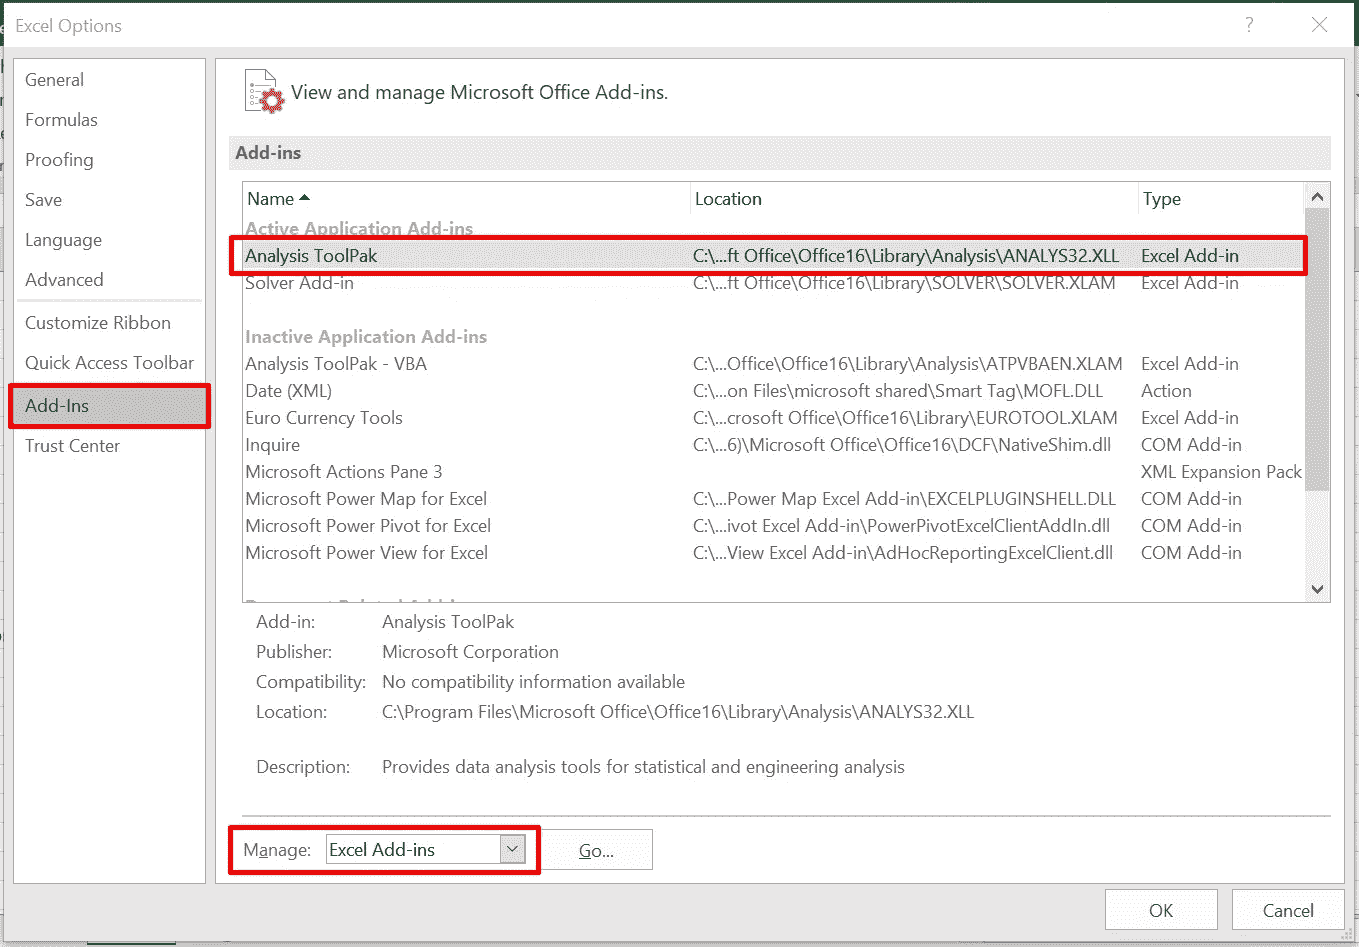 Excel Options
?
General
Formulas
Proofing
Save
Language
Advanced
Customize Ribbon
Quick Access Toolbar
Add-Ins
Trust Center
View and manage Microsoft Office Add-ins.
Add-ins
Name Location Type
Active Application Add-ins
Analysis ToolPak C:\...ft Office\Office16\Library\Analysis\ANALYS32.XLL Excel Add-in
Solver Add-in C:\...ft Office\Office16\Library\SOLVER\SOLVER.XLAM Excel Add-in
Inactive Application Add-ins
Analysis ToolPak - VBA C:\...Office\Office16\Library\Analysis\ATPVBAEN.XLAM Excel Add-in
Date (XML) C:\...on Files\microsoft shared\Smart Tag\MOFL.DLL Action
Euro Currency Tools C:\...crosoft Office\Office16\Library\EUROTOOL.XLAM Excel Add-in
Inquire C:\...6)\Microsoft Office\Office16\DCF\NativeShim.dll COM Add-in
Microsoft Actions Pane 3 XML Expansion Pack
Microsoft Power Map for Excel C:\...Power Map Excel Add-in\EXCELPLUGINSHELL.DLL COM Add-in
Microsoft Power Pivot for Excel C:\...ivot Excel Add-in\PowerPivotExcelClientAddIn.dll COM Add-in
Microsoft Power View for Excel C:\...View Excel Add-in\AdHocReportingExcelClient.dll COM Add-in
Add-in: Analysis ToolPak
Publisher: Microsoft Corporation
Compatibility: No compatibility information available
Location: C:\Program Files\Microsoft Office\Office16\Library\Analysis\ANALYS32.XLL
Description: Provides data analysis tools for statistical and engineering analysis
Manage: Excel Add-ins Go...
OK Cancel